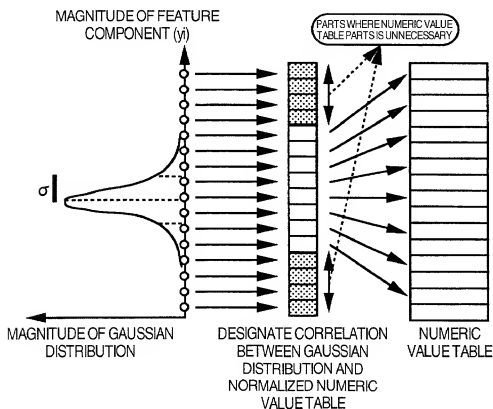 MAGNITUDE OF FEATURE
COMPONENT (yi)
PARTS WHERE NUMERIC VALUE
TABLE PARTS IS UNNECESSARY
σ
MAGNITUDE OF GAUSSIAN
DISTRIBUTION
DESIGNATE CORRELATION
BETWEEN GAUSSIAN
DISTRIBUTION AND
NORMALIZED NUMERIC
VALUE TABLE
NUMERIC
VALUE TABLE